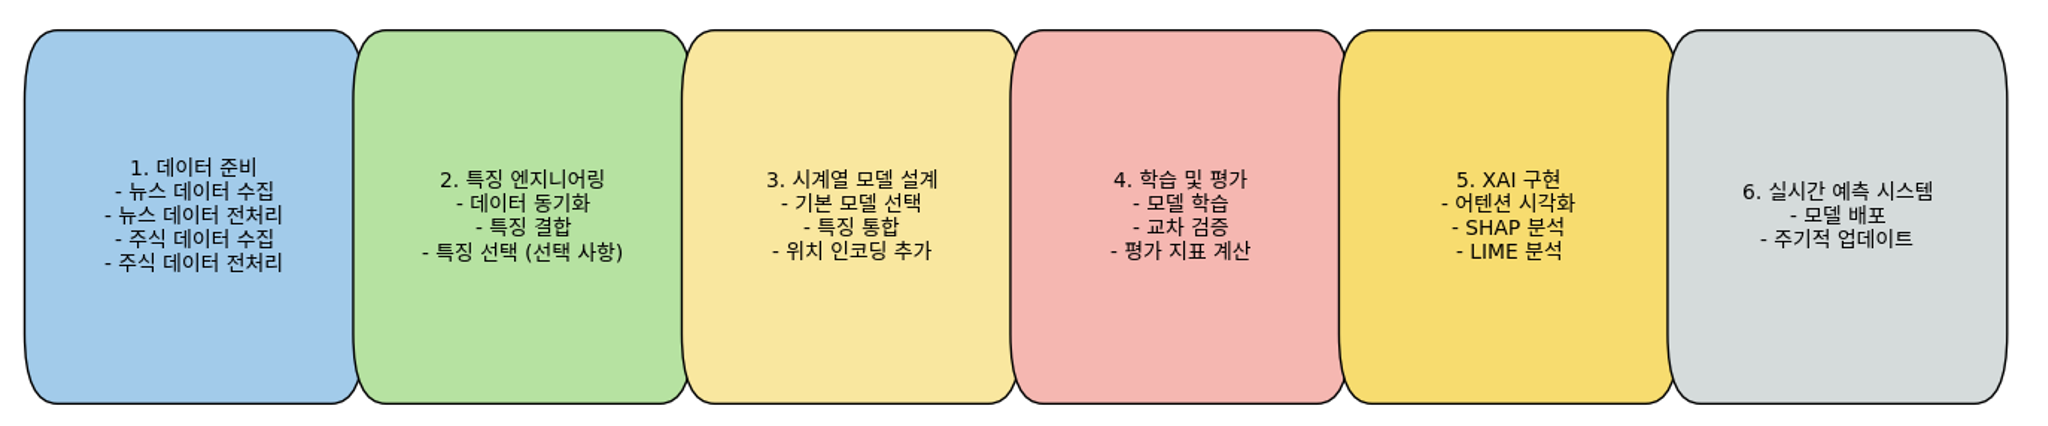 1. 데이터 준비
- 뉴스 데이터 수집
- 뉴스 데이터 전처리
- 주식 데이터 수집
- 주식 데이터 전처리
2. 특징 엔지니어링
- 데이터 동기화
- 특징 결합
- 특징 선택 (선택 사항)
3. 시계열 모델 설계
- 기본 모델 선택
- 특징 통합
- 위치 인코딩 추가
4. 학습 및 평가
- 모델 학습
- 교차 검증
- 평가 지표 계산
5. XAI 구현
- 어텐션 시각화
- SHAP 분석
- LIME 분석
6. 실시간 예측 시스템
- 모델 배포
- 주기적 업데이트